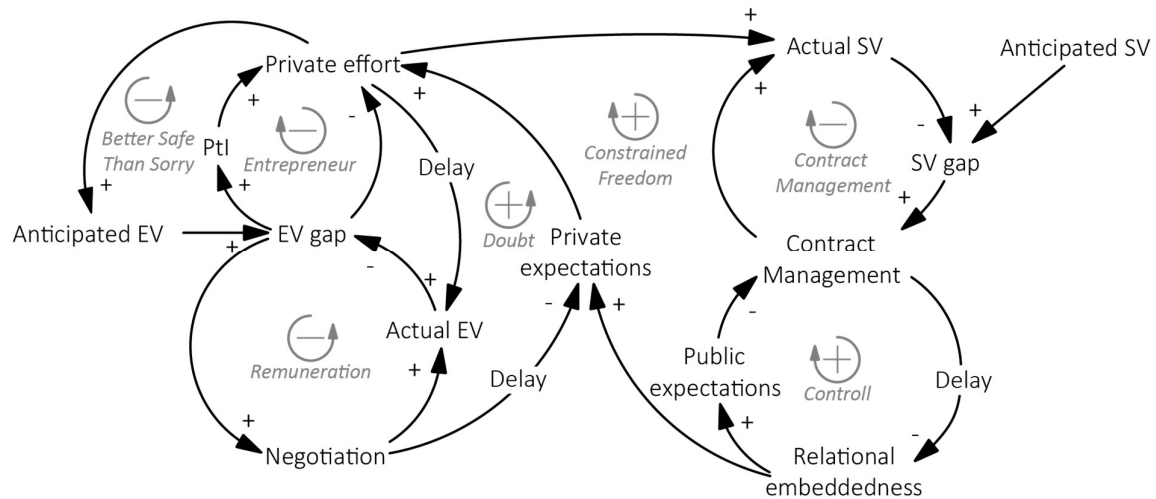 +
Private effort
Actual SV
Anticipated SV
+
+
+
+
-
Better Safe
Than Sorry
-
Entrepreneur
PtI
-
Delay
+
Constrained
Freedom
-
Contract
Management
-
SV gap
+
+
+
+
Doubt
Anticipated EV
+
EV gap
Private
expectations
Contract
Management
-
+
-
+
-
Actual EV
-
Remuneration
+
Public
expectations
+
Controll
Delay
Delay
+
+
-
Negotiation
Relational
embeddedness